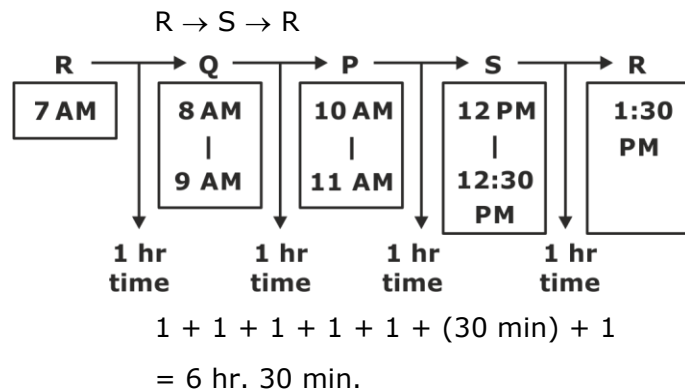 R → S → R
R → Q → P → S → R
7 AM 8 AM 10 AM 12 PM 1:30
| | | PM
9 AM 11 AM 12:30
PM
1 hr 1 hr 1 hr 1 hr
time time time time
1 + 1 + 1 + 1 + 1 + (30 min) + 1
= 6 hr. 30 min.